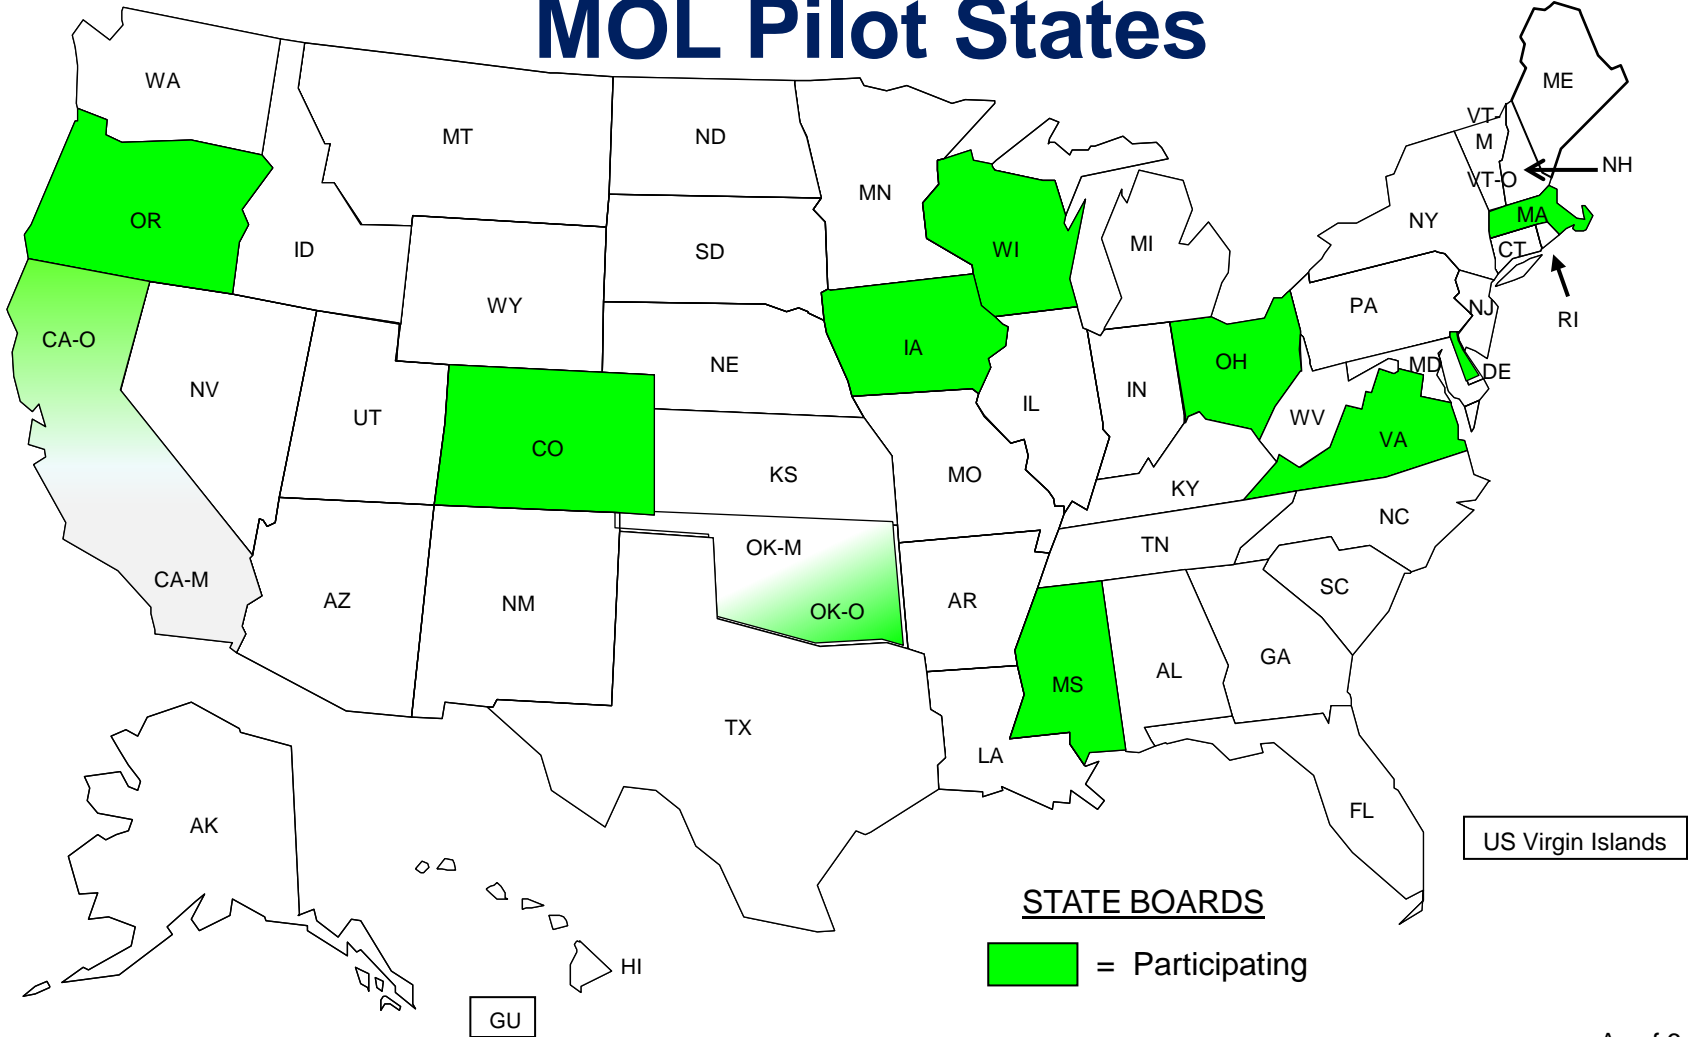 MOL Pilot States
WA
MT
ND
MN
ME
VT-
M
VT-O
NH
OR
ID
SD
WI
MI
NY
MA
CT
RI
WY
CA-O
NV
UT
CO
NE
IA
IL
IN
OH
PA
NJ
MD
DE
WV
VA
KS
MO
KY
NC
TN
SC
CA-M
AZ
NM
OK-M
OK-O
AR
MS
AL
GA
TX
LA
FL
AK
HI
GU
US Virgin Islands
STATE BOARDS
= Participating